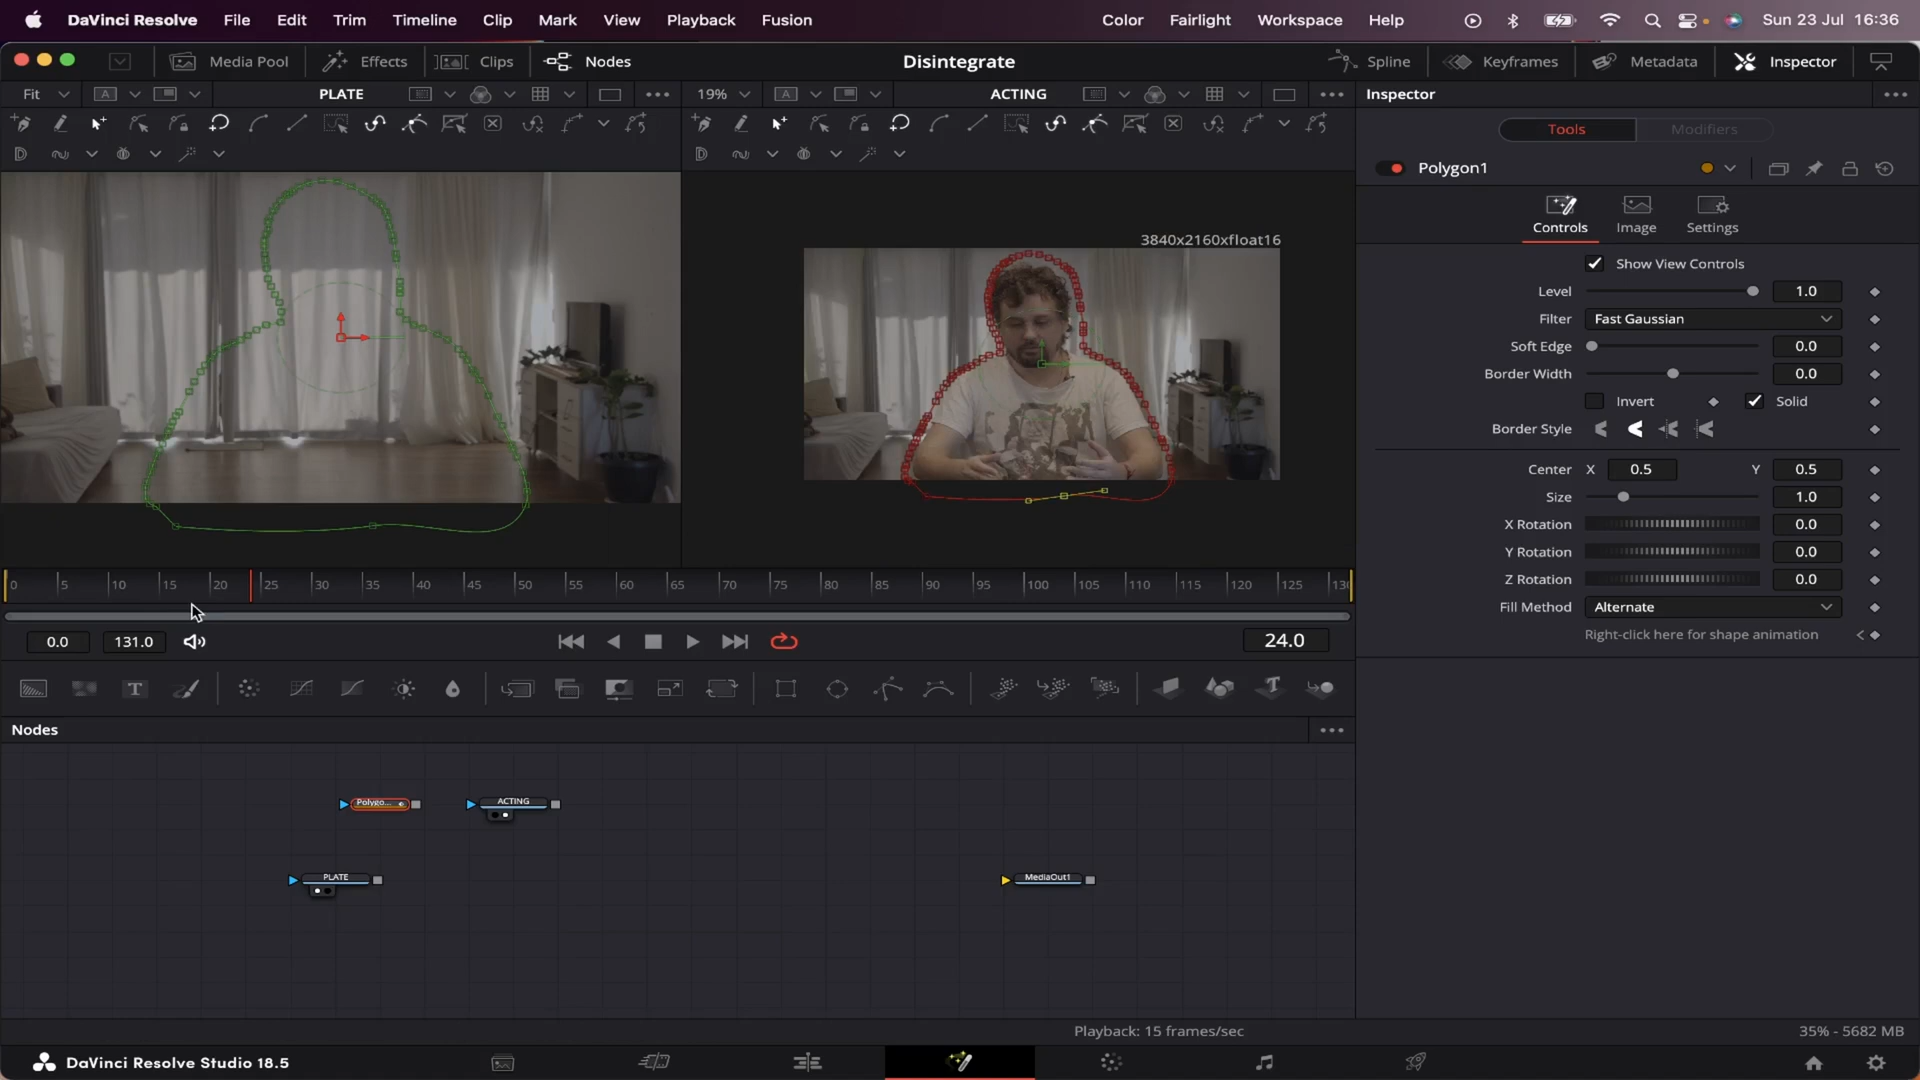 DaVinci Resolve File Edit Trim Timeline Clip Mark View Playback Fusion Color Fairlight Workspace Help Sun 23 Jul 16:36
Media Pool Effects Clips Nodes Disintegrate Spline Keyframes Metadata Inspector
Fit A PLATE 19% A ACTING Inspector
Tools Modifiers
Polygon1
Controls Image Settings
3840x2160xfloat16
Show View Controls
Level 1.0
Filter Fast Gaussian
Soft Edge 0.0
Border Width 0.0
Invert Solid
Border Style
Center X 0.5 Y 0.5
Size 1.0
X Rotation 0.0
Y Rotation 0.0
Z Rotation 0.0
Fill Method Alternate
Right-click here for shape animation
0 5 10 15 20 25 30 35 40 45 50 55 60 65 70 75 80 85 90 95 100 105 110 115 120 125
0.0 131.0 24.0
Nodes
Polygo... ACTING
PLATE MediaOut1
Playback: 15 frames/sec 35% - 5682 MB
DaVinci Resolve Studio 18.5